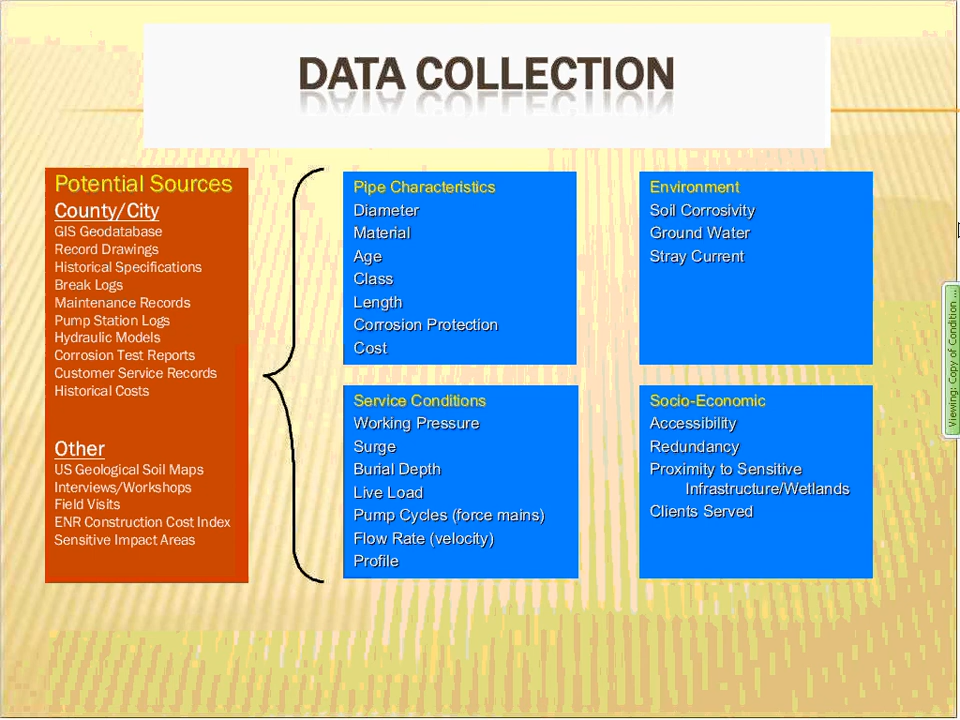 DATA COLLECTION
Potential Sources
County/City
GIS Geodatabase
Record Drawings
Historical Specifications
Break Logs
Maintenance Records
Pump Station Logs
Hydraulic Models
Corrosion Test Reports
Customer Service Records
Historical Costs
Other
US Geological Soil Maps
Interviews/Workshops
Field Visits
ENR Construction Cost Index
Sensitive Impact Areas
Pipe Characteristics
Diameter
Material
Age
Class
Length
Corrosion Protection
Cost
Environment
Soil Corrosivity
Ground Water
Stray Current
Service Conditions
Working Pressure
Surge
Burial Depth
Live Load
Pump Cycles (force mains)
Flow Rate (velocity)
Profile
Socio-Economic
Accessibility
Redundancy
Proximity to Sensitive
Infrastructure/Wetlands
Clients Served
Viewing: Copy of Condition ...